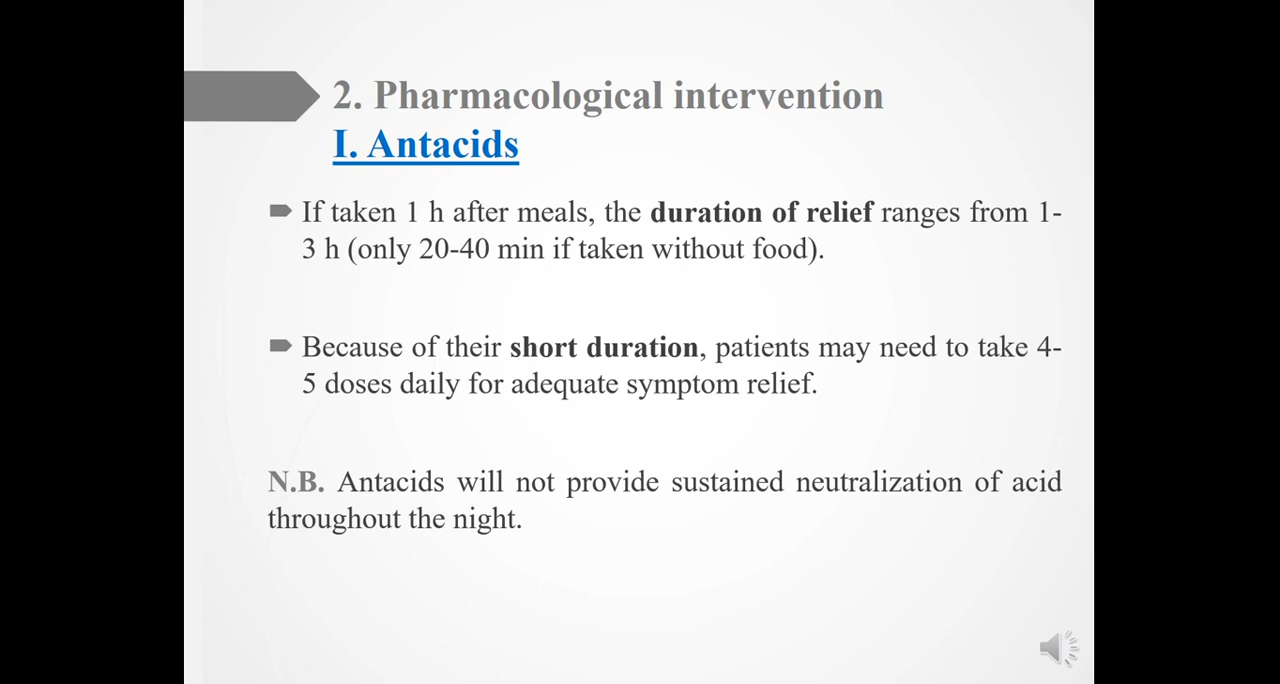 2. Pharmacological intervention
I. Antacids
If taken 1 h after meals, the duration of relief ranges from 1-
3 h (only 20-40 min if taken without food).
Because of their short duration, patients may need to take 4-
5 doses daily for adequate symptom relief.
N.B. Antacids will not provide sustained neutralization of acid
throughout the night.